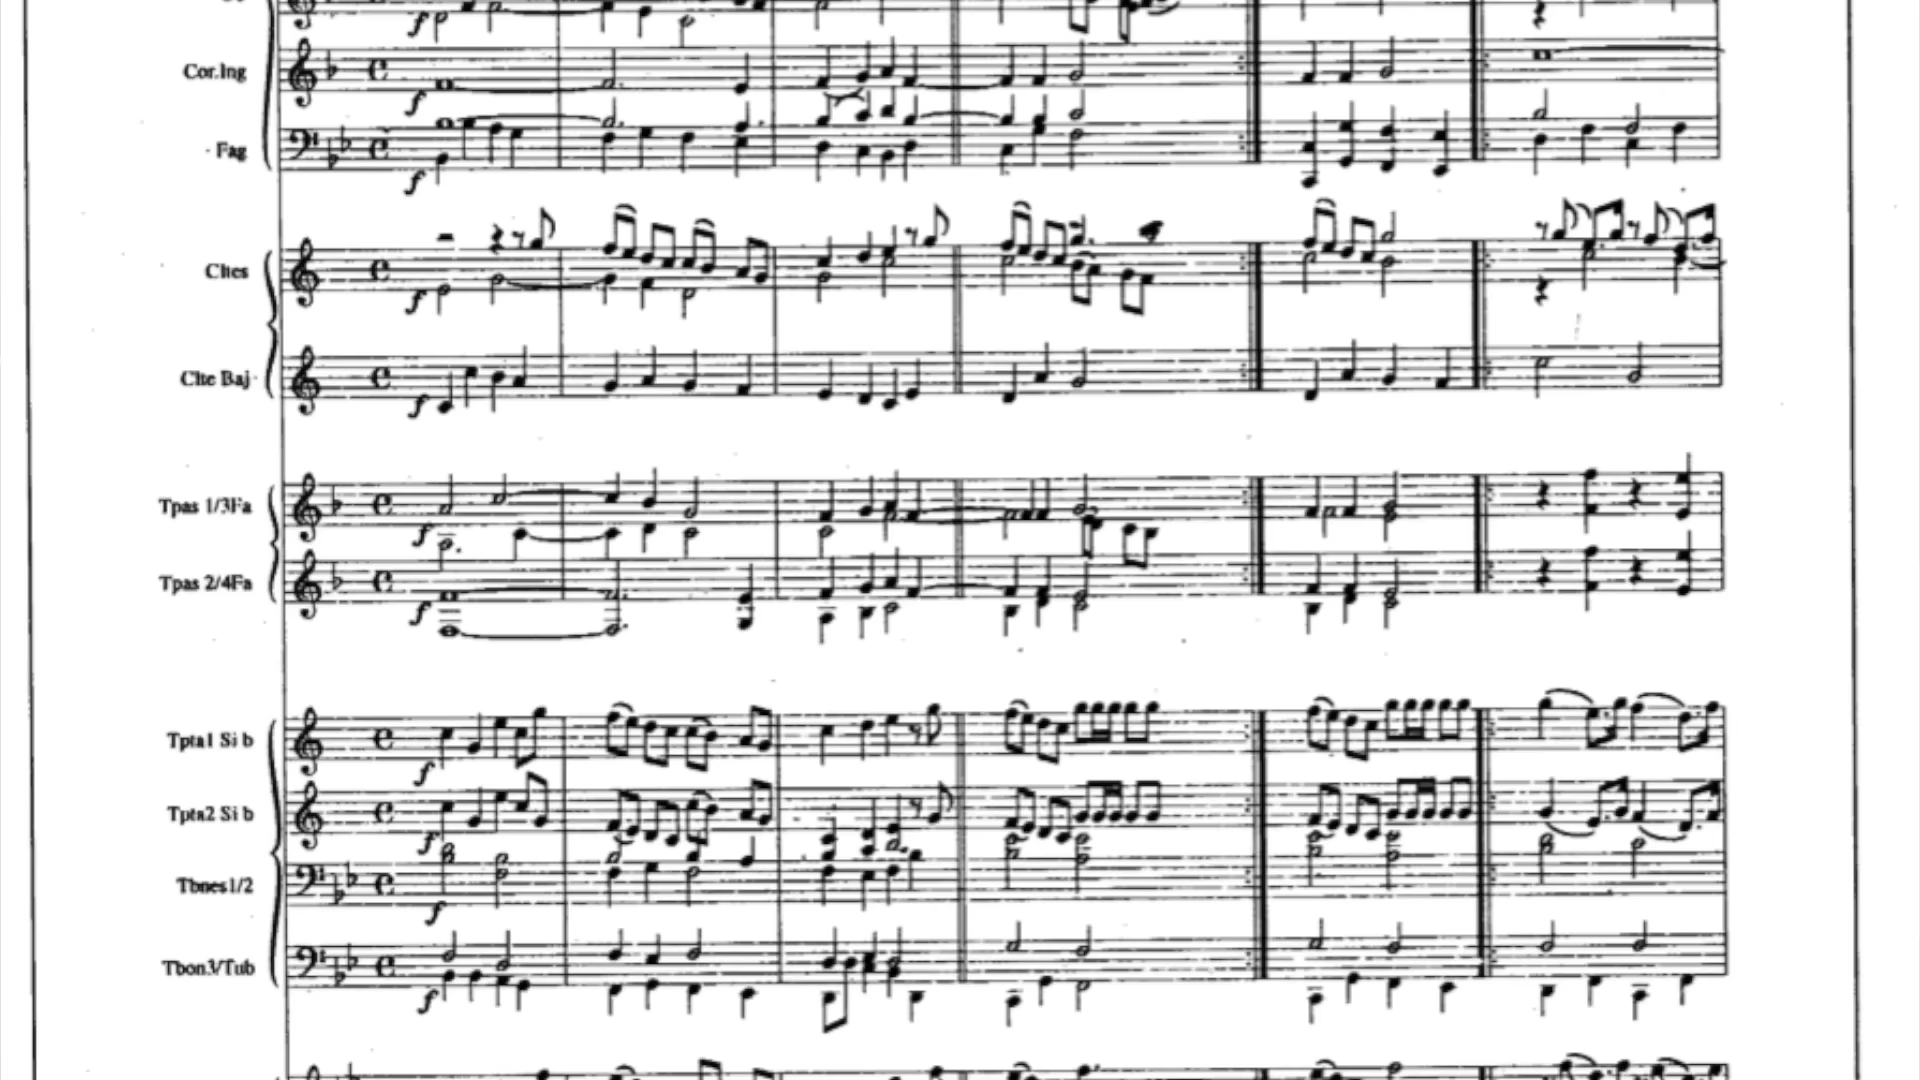 Cor.Ing
Fag
Cltes
Clte Baj
Tpas 1/3Fa
Tpas 2/4Fa
Tpta1 Si b
Tpta2 Si b
Tbnes1/2
Tbon3/Tub